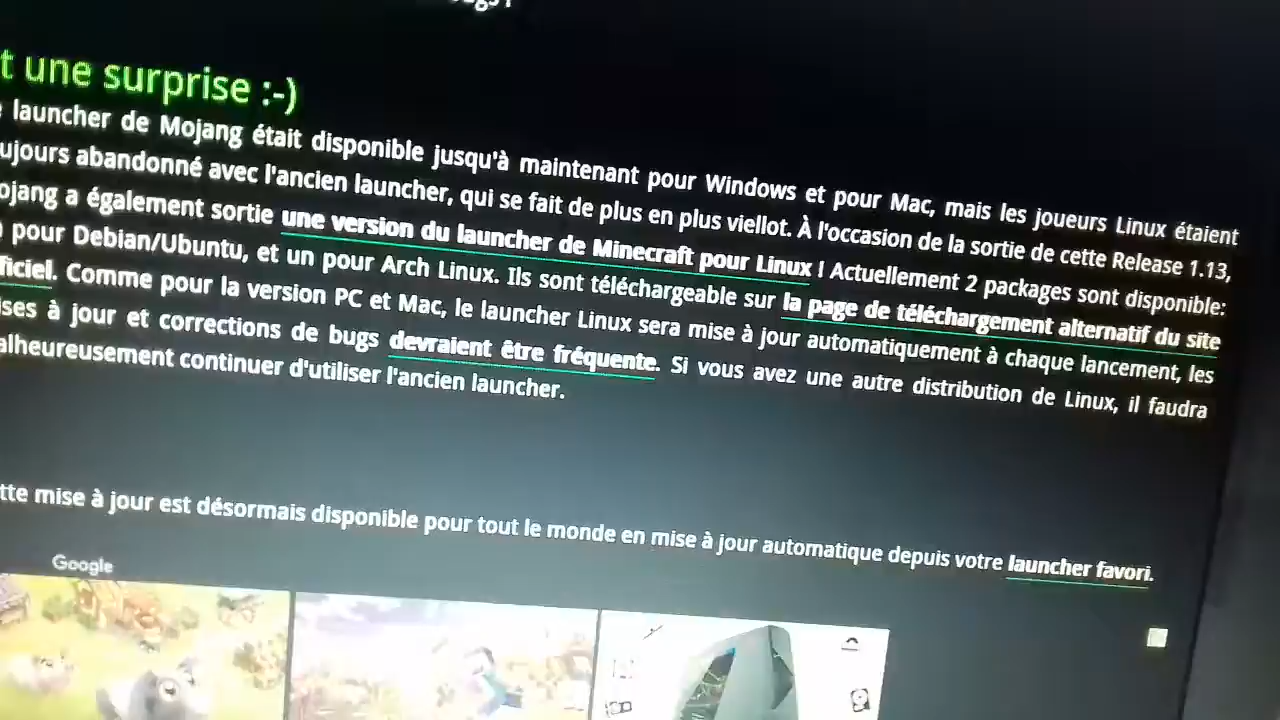 t une surprise :-)
launcher de Mojang était disponible jusqu'à maintenant pour Windows et pour Mac, mais les joueurs Linux étaient
ujours abandonné avec l'ancien launcher, qui se fait de plus en plus viellot. À l'occasion de la sortie de cette Release 1.13,
ojang a également sortie une version du launcher de Minecraft pour Linux ! Actuellement 2 packages sont disponible:
pour Debian/Ubuntu, et un pour Arch Linux. Ils sont téléchargeable sur la page de téléchargement alternatif du site
ficiel. Comme pour la version PC et Mac, le launcher Linux sera mise à jour automatiquement à chaque lancement, les
ses à jour et corrections de bugs devraient être fréquente. Si vous avez une autre distribution de Linux, il faudra
alheureusement continuer d'utiliser l'ancien launcher.
tte mise à jour est désormais disponible pour tout le monde en mise à jour automatique depuis votre launcher favori.
Google